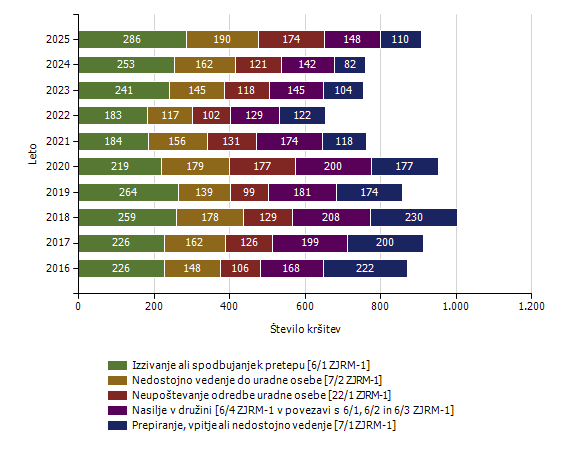 2025 286 190 174 148 110
2024 253 162 121 142 82
2023 241 145 118 145 104
2022 183 117 102 129 122
2021 184 156 131 174 118
2020 219 179 177 200 177
2019 264 139 99 181 174
2018 259 178 129 208 230
2017 226 162 126 199 200
2016 226 148 106 168 222
Leto
0 200 400 600 800 1.000 1.200
Število kršitev
Izzivanje ali spodbujanje k pretepu [6/1 ZJRM-1]
Nedostojno vedenje do uradne osebe [7/2 ZJRM-1]
Neupoštevanje odredbe uradne osebe [22/1 ZJRM-1]
Nasilje v družini [6/4 ZJRM-1 v povezavi s 6/1, 6/2 in 6/3 ZJRM-1]
Prepiranje, vpitje ali nedostojno vedenje [7/1 ZJRM-1]